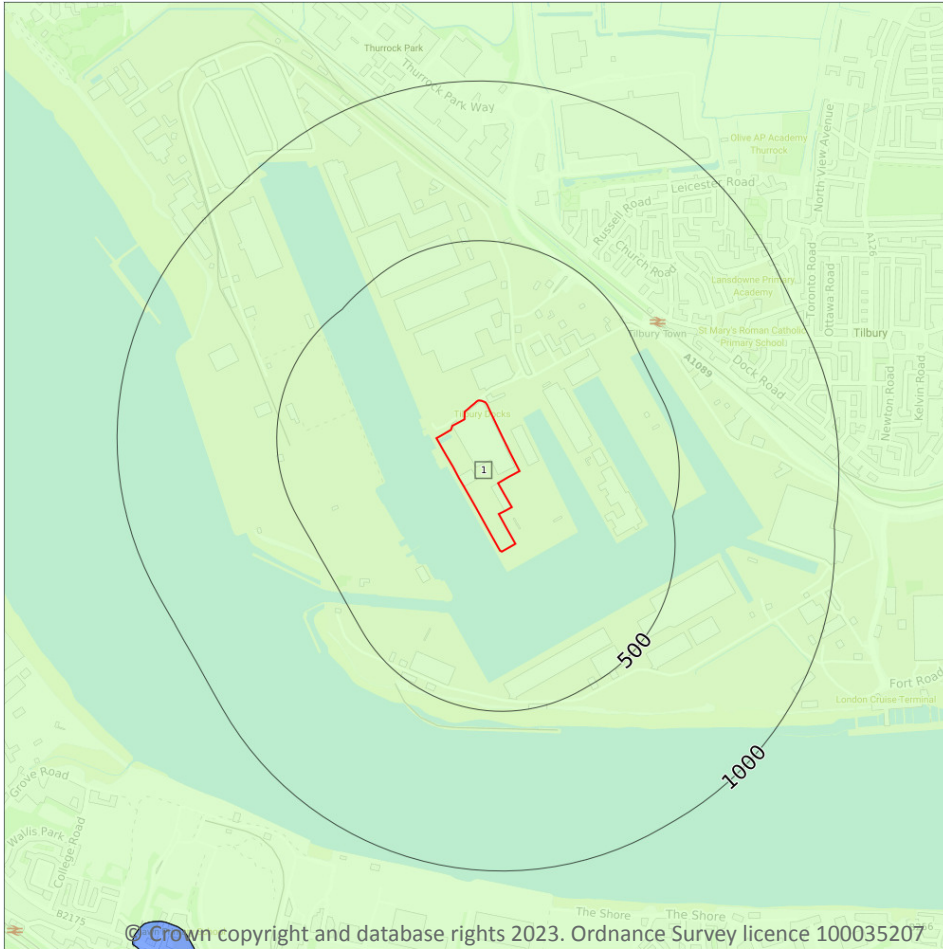 Thurrock Park
Thurrock Park Way
Olive AP Academy
Thurrock
North View Avenue
Leicester Road
Russell Road
Church Road
A126
Toronto Road
Ottawa Road
Lansdowne Primary
Academy
Tilbury Town
St Mary's Roman Catholic
Primary School
Tilbury
A1089
Dock Road
Newton Road
Kelvin Road
Tilbury Docks
1
500
Fort Road
London Cruise Terminal
1000
Grove Road
Wallis Park
College Road
B2175
The Shore
The Shore
© Crown copyright and database rights 2023. Ordnance Survey licence 100035207